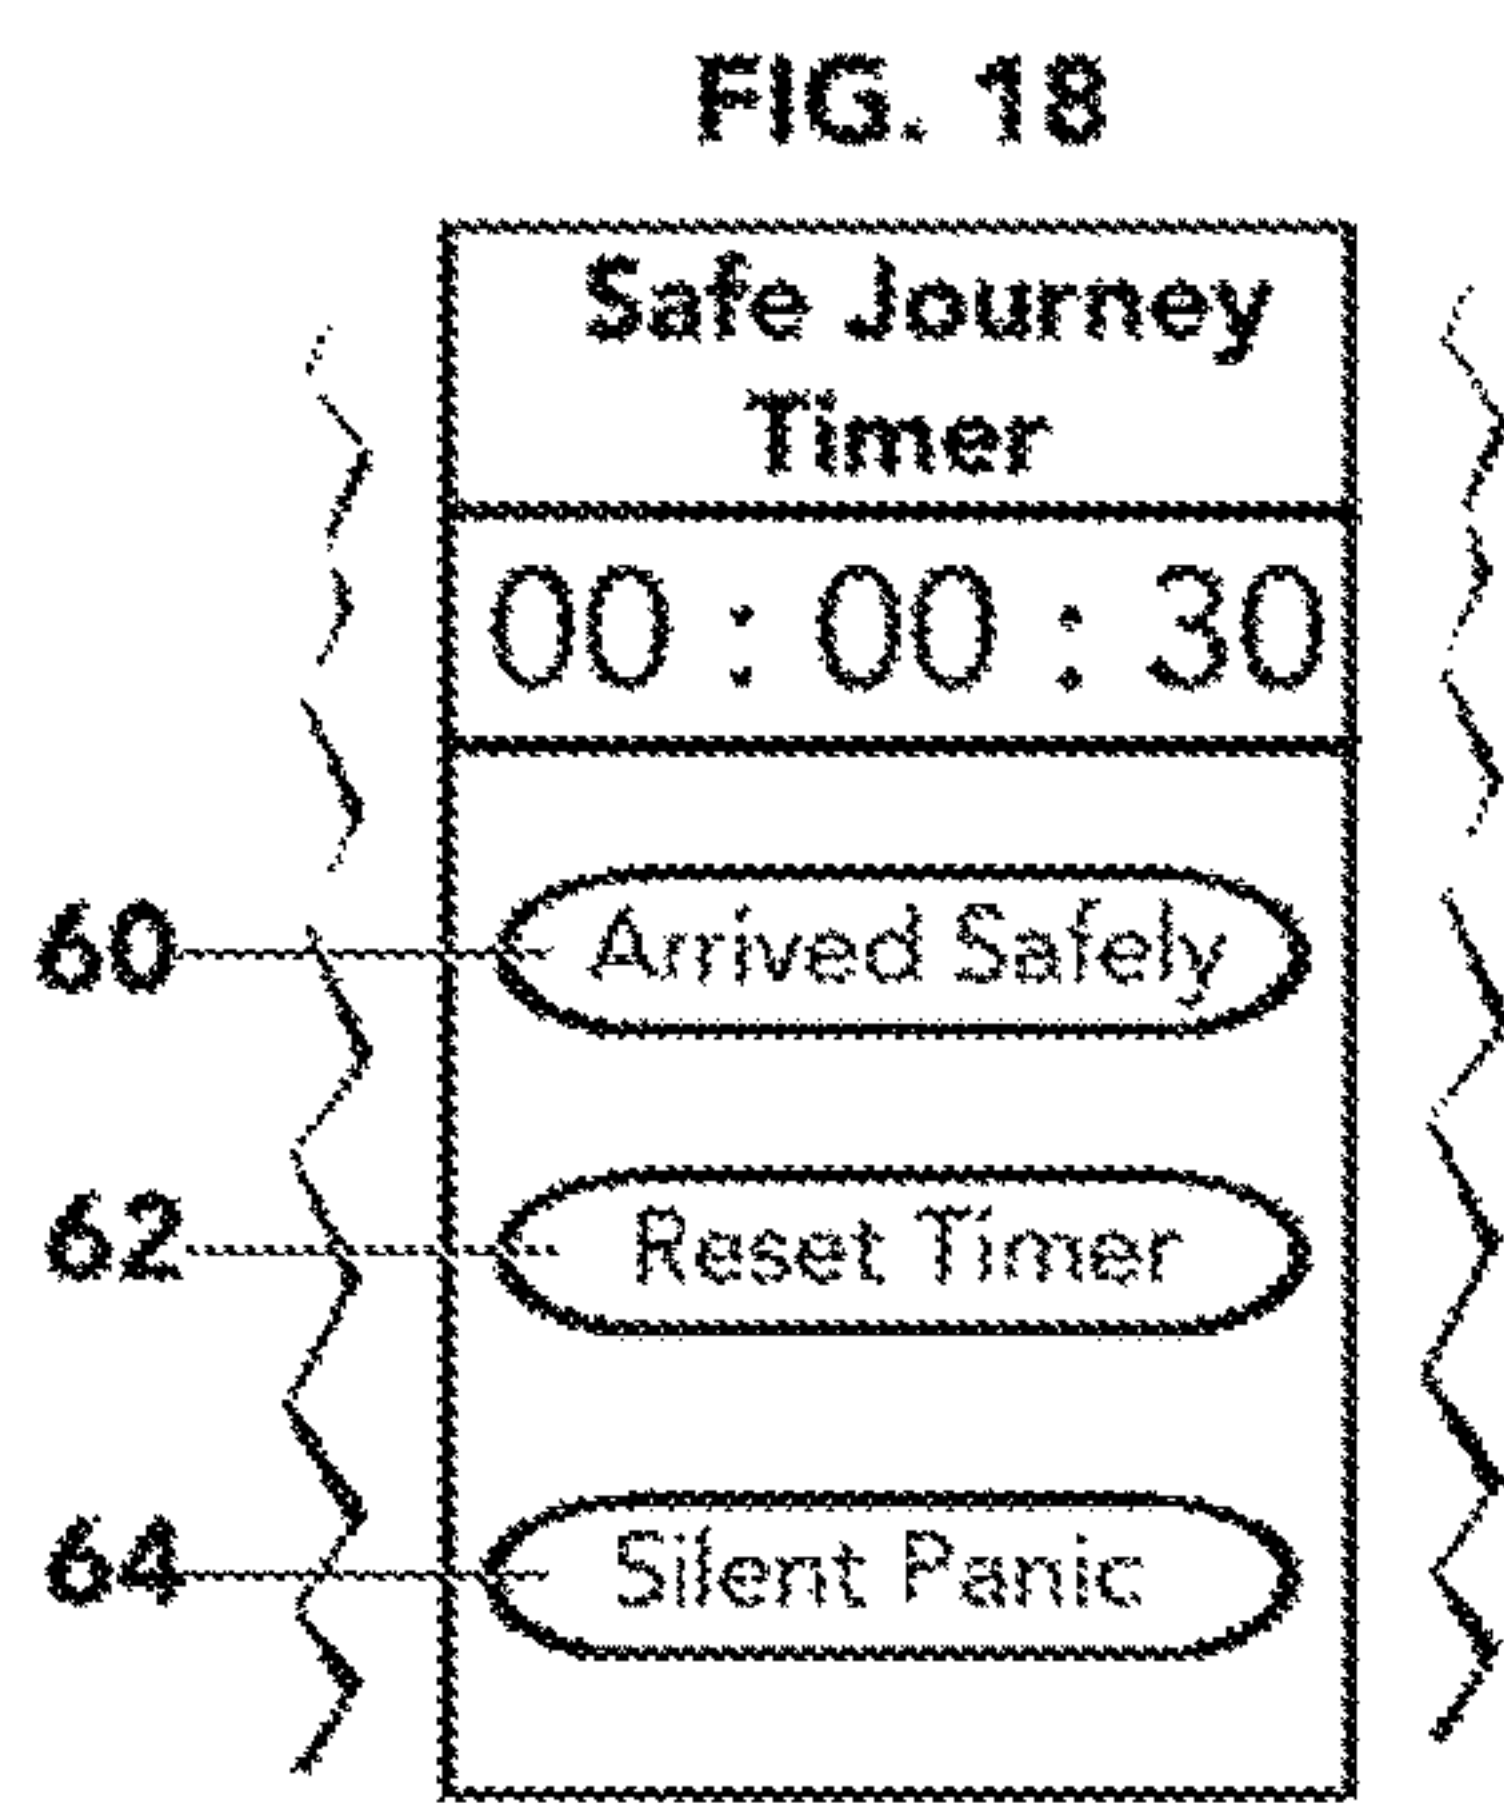 FIG. 18
Safe Journey
Timer
00 : 00 : 30
60 Arrived Safely
62 Reset Timer
64 Silent Panic